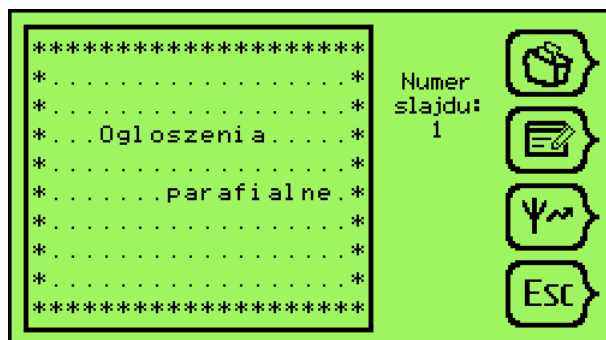 ********************
*..................*
*..................*
*...Ogloszenia.....*
*..................*
*.......parafialne.*
*..................*
*..................*
*..................*
********************
Numer
slajdu:
1
Esc